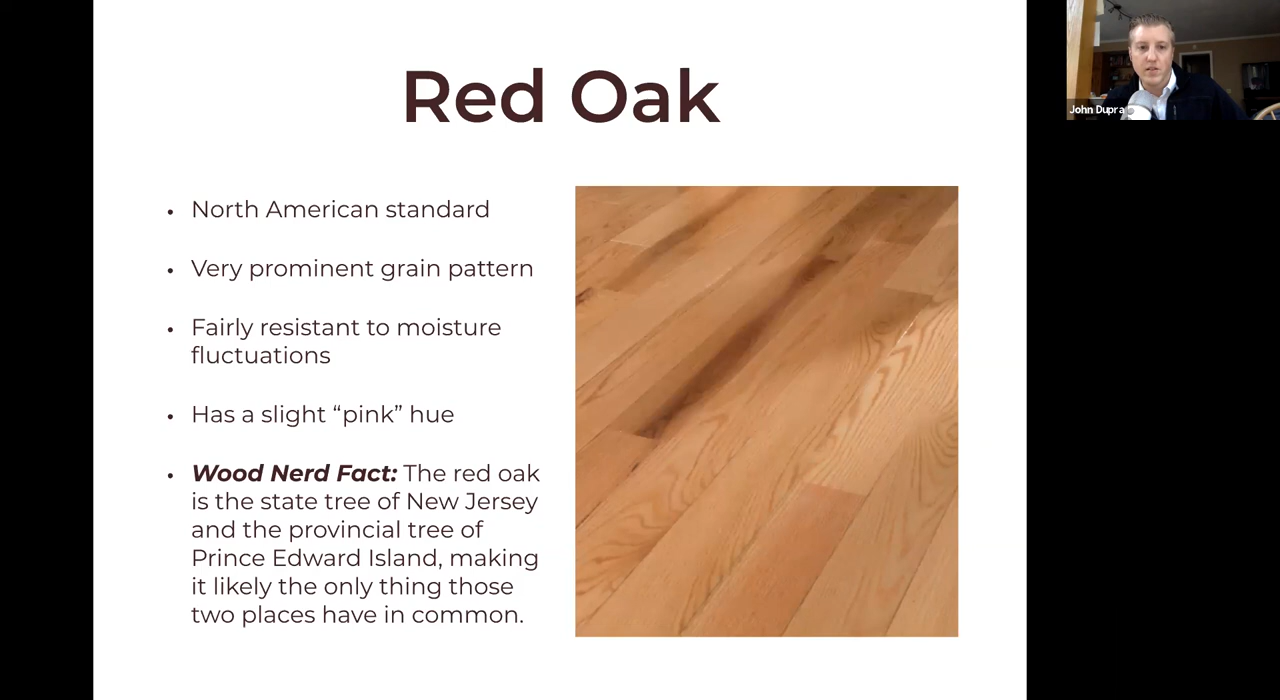 Red Oak
• North American standard
• Very prominent grain pattern
• Fairly resistant to moisture
fluctuations
• Has a slight “pink” hue
• Wood Nerd Fact: The red oak
is the state tree of New Jersey
and the provincial tree of
Prince Edward Island, making
it likely the only thing those
two places have in common.
John